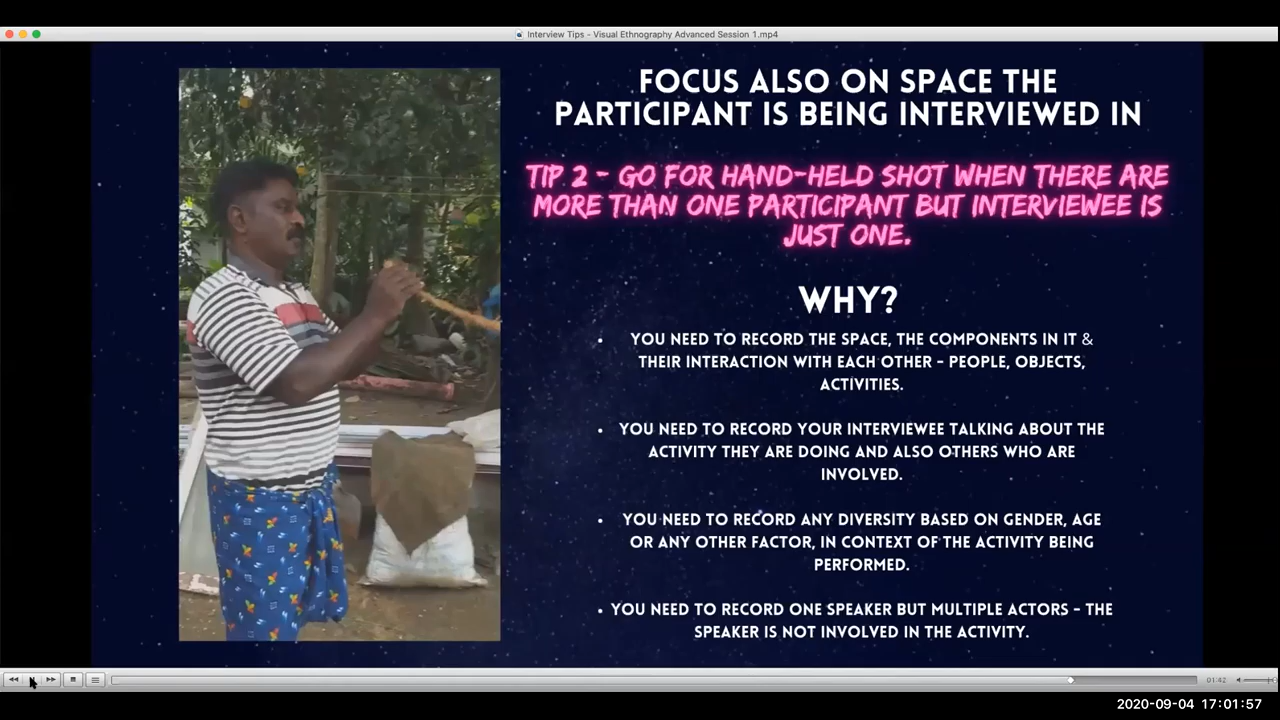 Interview Tips - Visual Ethnography Advanced Session 1.mp4
FOCUS ALSO ON SPACE THE
PARTICIPANT IS BEING INTERVIEWED IN
TIP 2 - GO FOR HAND-HELD SHOT WHEN THERE ARE
MORE THAN ONE PARTICIPANT BUT INTERVIEWEE IS
JUST ONE.
WHY?
• YOU NEED TO RECORD THE SPACE, THE COMPONENTS IN IT &
THEIR INTERACTION WITH EACH OTHER - PEOPLE, OBJECTS,
ACTIVITIES.
• YOU NEED TO RECORD YOUR INTERVIEWEE TALKING ABOUT THE
ACTIVITY THEY ARE DOING AND ALSO OTHERS WHO ARE
INVOLVED.
• YOU NEED TO RECORD ANY DIVERSITY BASED ON GENDER, AGE
OR ANY OTHER FACTOR, IN CONTEXT OF THE ACTIVITY BEING
PERFORMED.
• YOU NEED TO RECORD ONE SPEAKER BUT MULTIPLE ACTORS - THE
SPEAKER IS NOT INVOLVED IN THE ACTIVITY.
01:42
2020-09-04 17:01:57